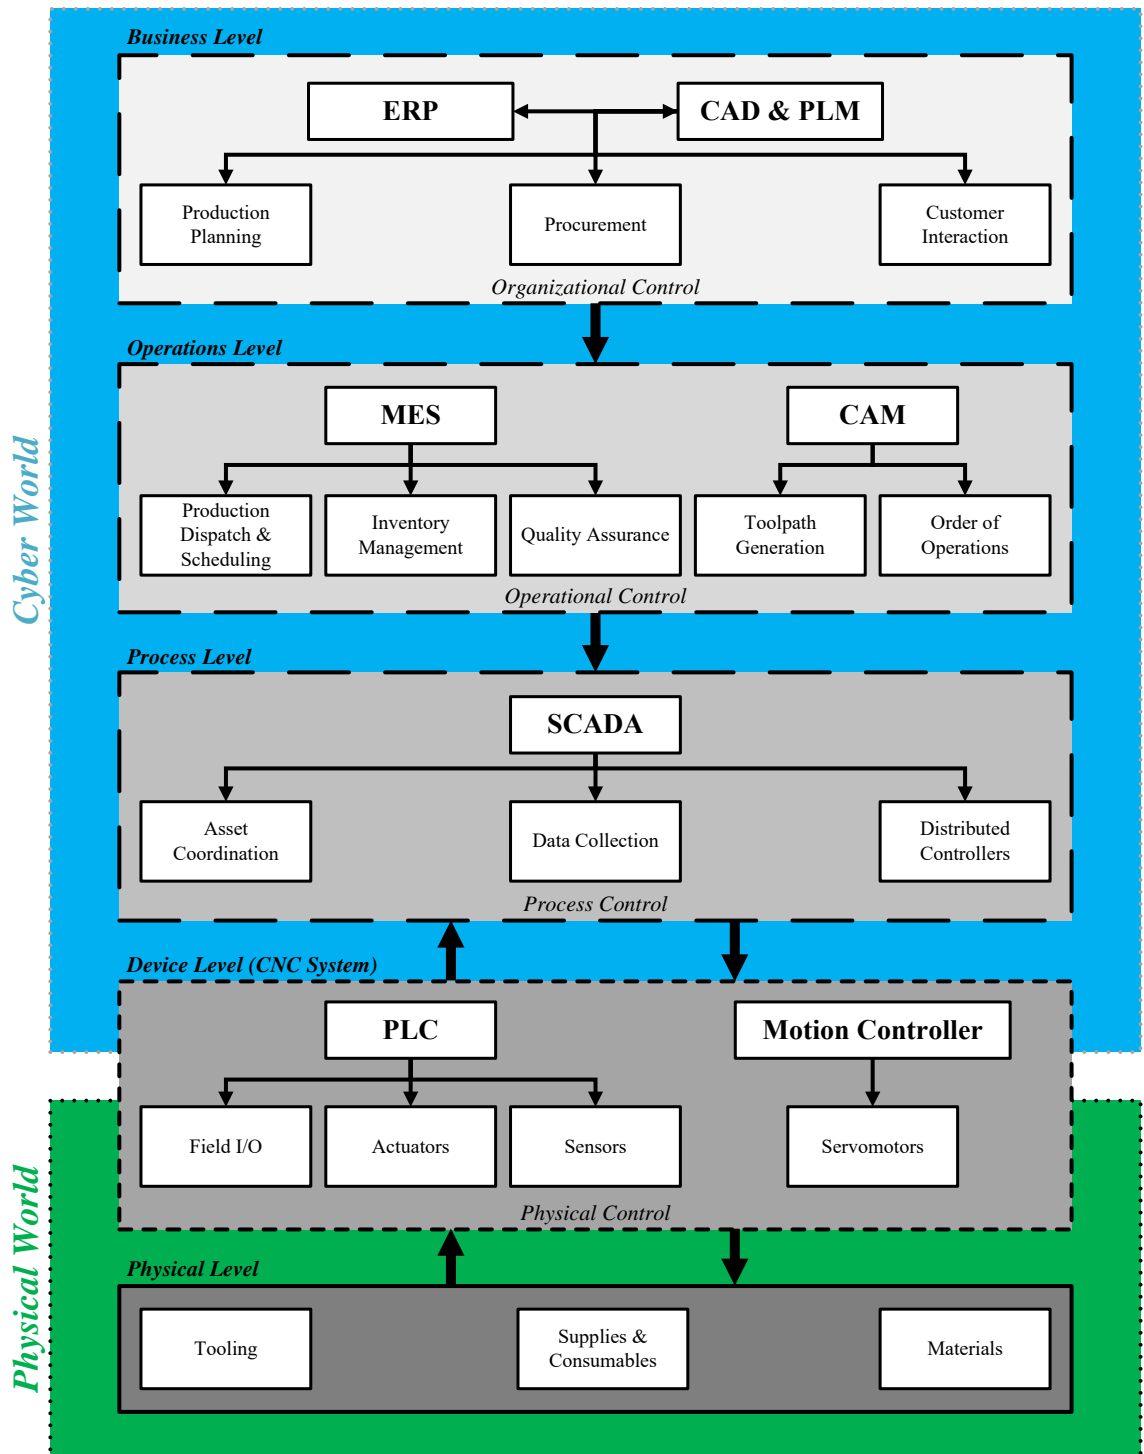 Business Level
ERP
CAD & PLM
Production
Planning
Procurement
Customer
Interaction
Organizational Control
Operations Level
MES
CAM
Production
Dispatch &
Scheduling
Inventory
Management
Quality Assurance
Toolpath
Generation
Order of
Operations
Operational Control
Cyber World
Process Level
SCADA
Asset
Coordination
Data Collection
Distributed
Controllers
Process Control
Device Level (CNC System)
PLC
Motion Controller
Field I/O
Actuators
Sensors
Servomotors
Physical Control
Physical World
Physical Level
Tooling
Supplies &
Consumables
Materials